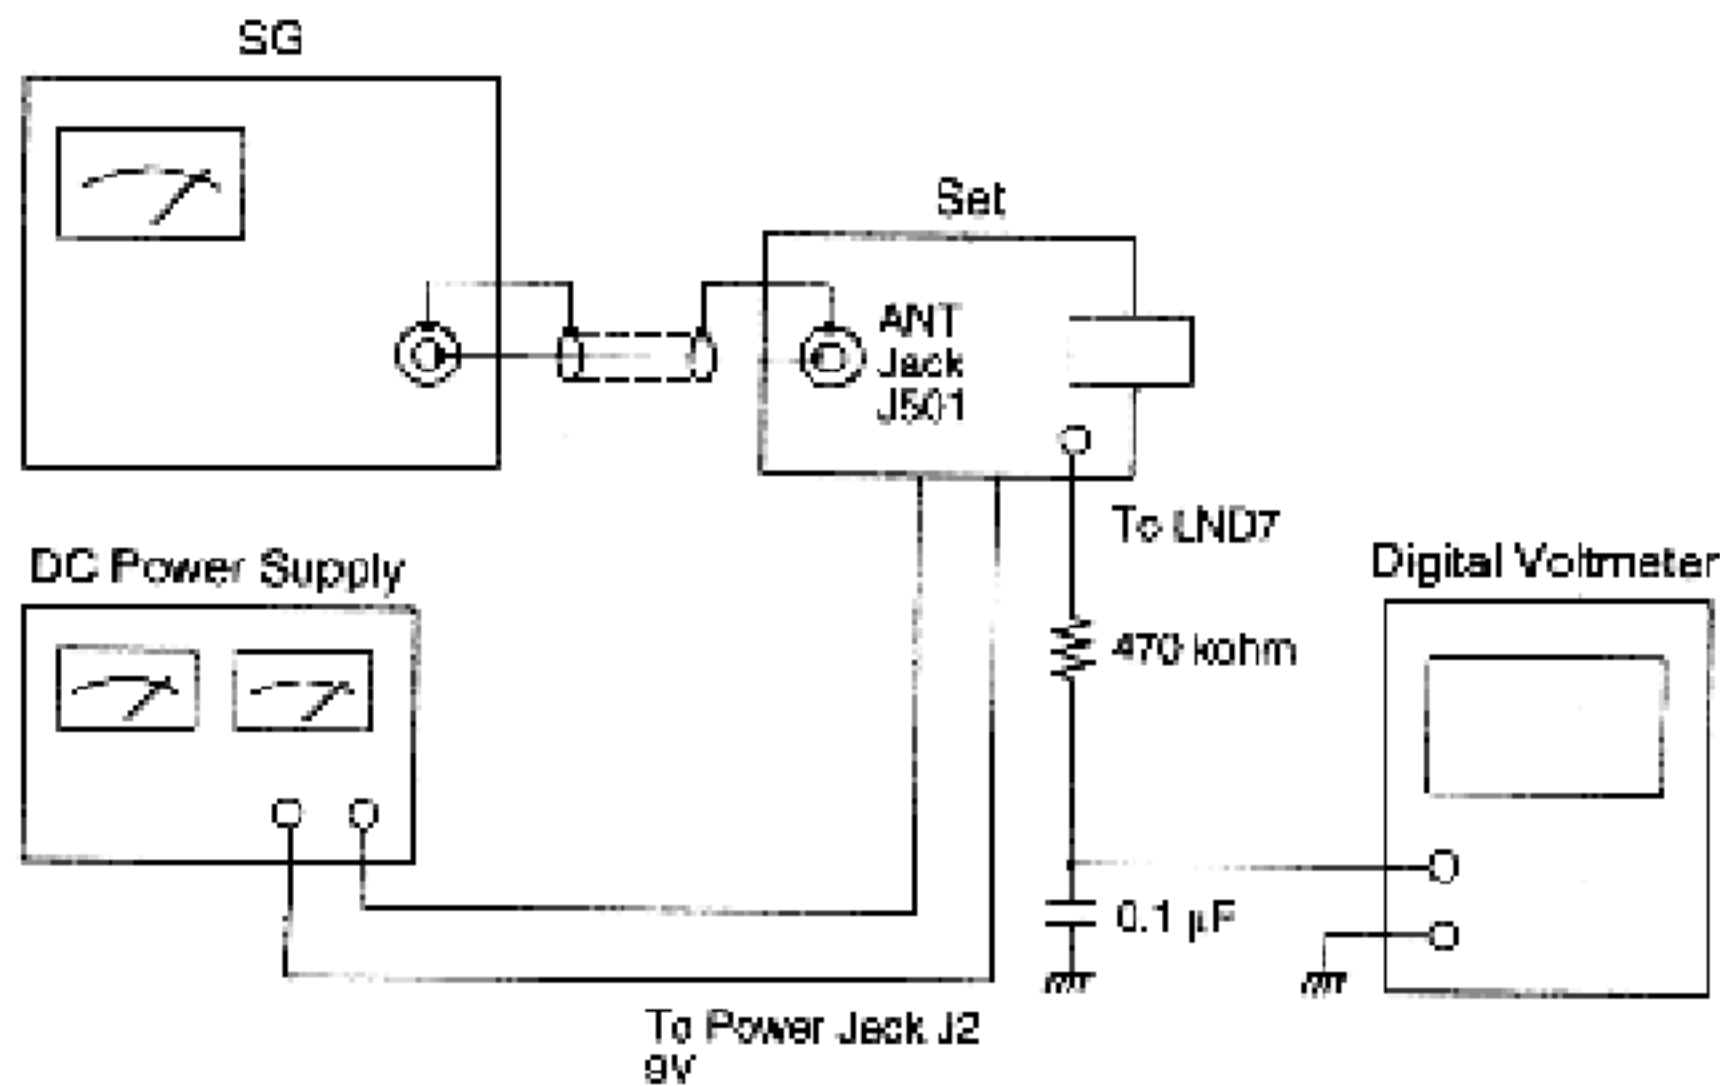 SG
Set
ANT
Jack
J501
To LND7
DC Power Supply
Digital Voltmeter
470 kohm
0.1 µF
To Power Jack J2
9V